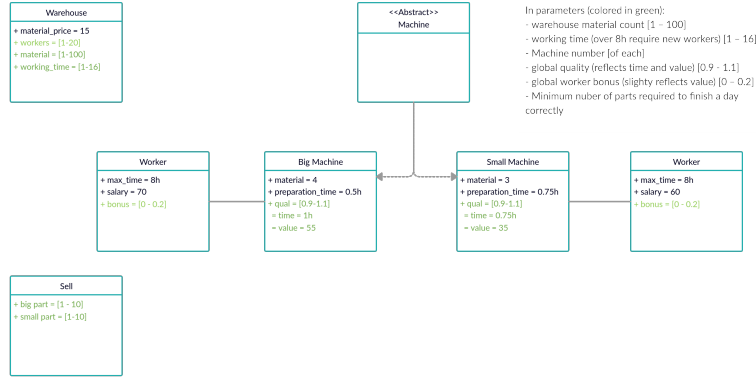 Warehouse
+ material_price = 15
+ workers = [1-20]
+ material = [1-100]
+ working_time = [1-16]
<<Abstract>>
Machine
In parameters (colored in green):
- warehouse material count [1 – 100]
- working time (over 8h require new workers) [1 – 16]
- Machine number [of each]
- global quality (reflects time and value) [0.9 - 1.1]
- global worker bonus (slighty reflects value) [0 – 0.2]
- Minimum nuber of parts required to finish a day
correctly
Worker
+ max_time = 8h
+ salary = 70
+ bonus = [0 - 0.2]
Big Machine
+ material = 4
+ preparation_time = 0.5h
+ qual = [0.9-1.1]
= time = 1h
= value = 55
Small Machine
+ material = 3
+ preparation_time = 0.75h
+ qual = [0.9-1.1]
= time = 0.75h
= value = 35
Worker
+ max_time = 8h
+ salary = 60
+ bonus = [0 - 0.2]
Sell
+ big part = [1 - 10]
+ small part = [1-10]